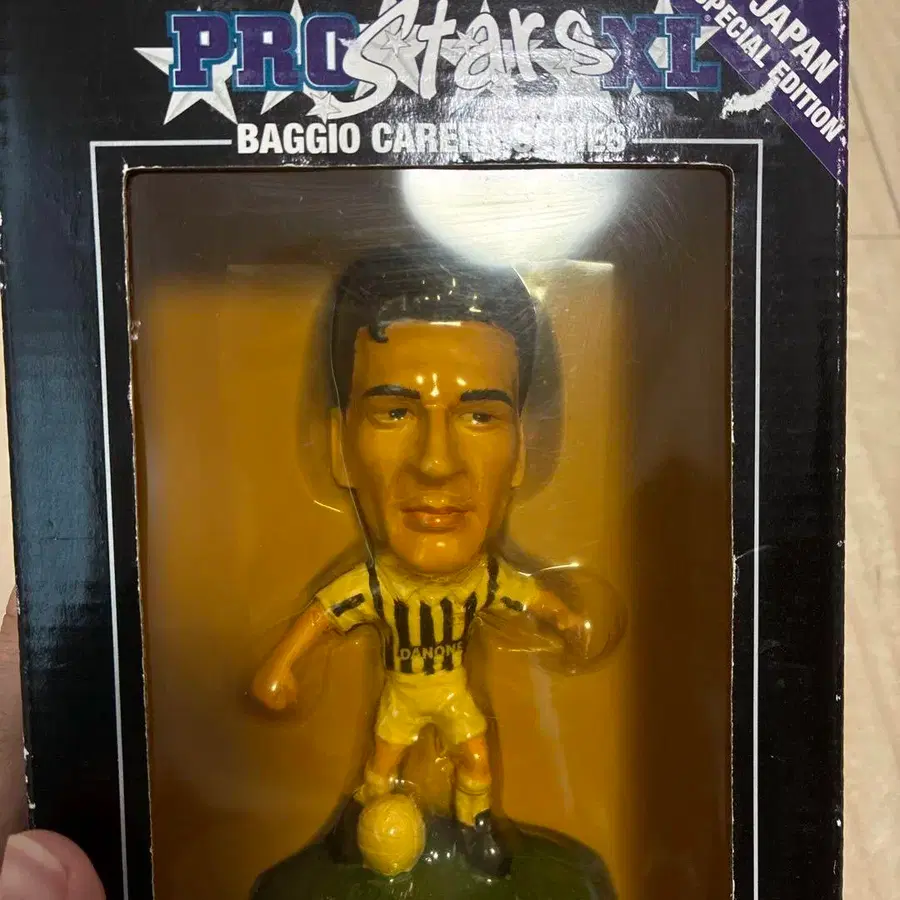 PRO Stars XL
JAPAN
SPECIAL EDITION
BAGGIO CAREER SERIES
DANONE